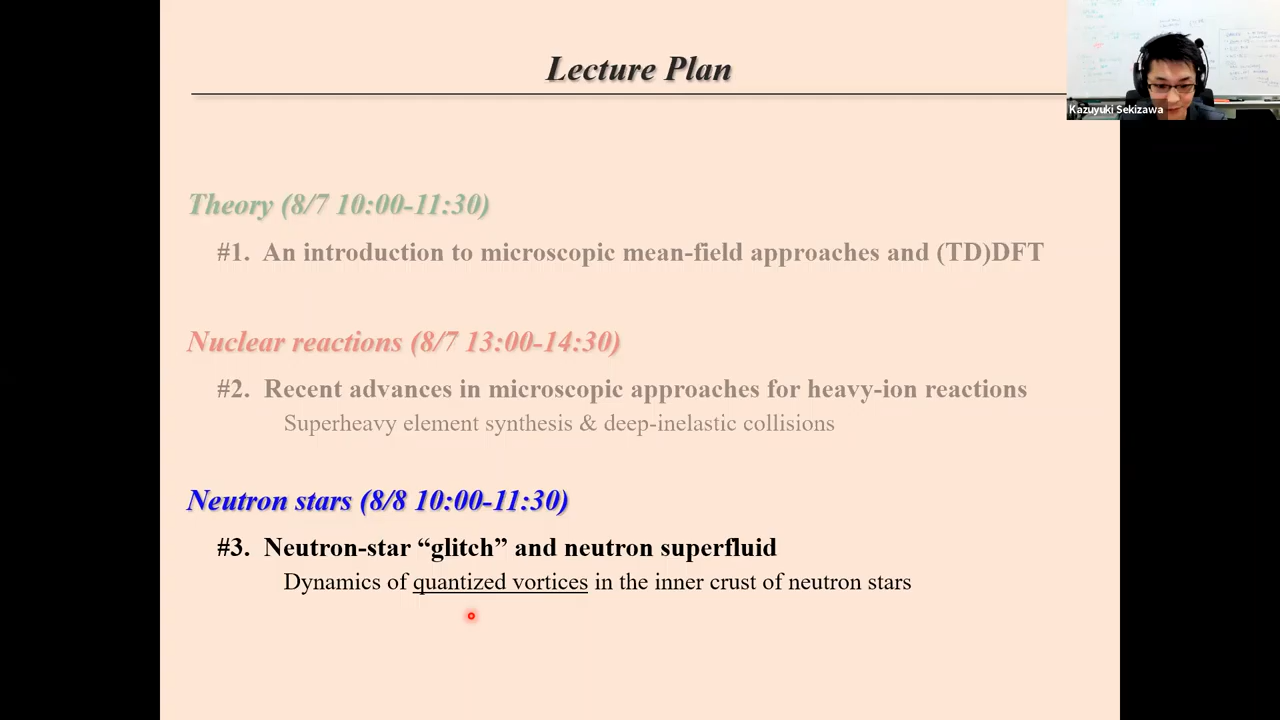 Lecture Plan
Kazuyuki Sekizawa
Theory (8/7 10:00-11:30)
#1. An introduction to microscopic mean-field approaches and (TD)DFT
Nuclear reactions (8/7 13:00-14:30)
#2. Recent advances in microscopic approaches for heavy-ion reactions
Superheavy element synthesis & deep-inelastic collisions
Neutron stars (8/8 10:00-11:30)
#3. Neutron-star “glitch” and neutron superfluid
Dynamics of quantized vortices in the inner crust of neutron stars